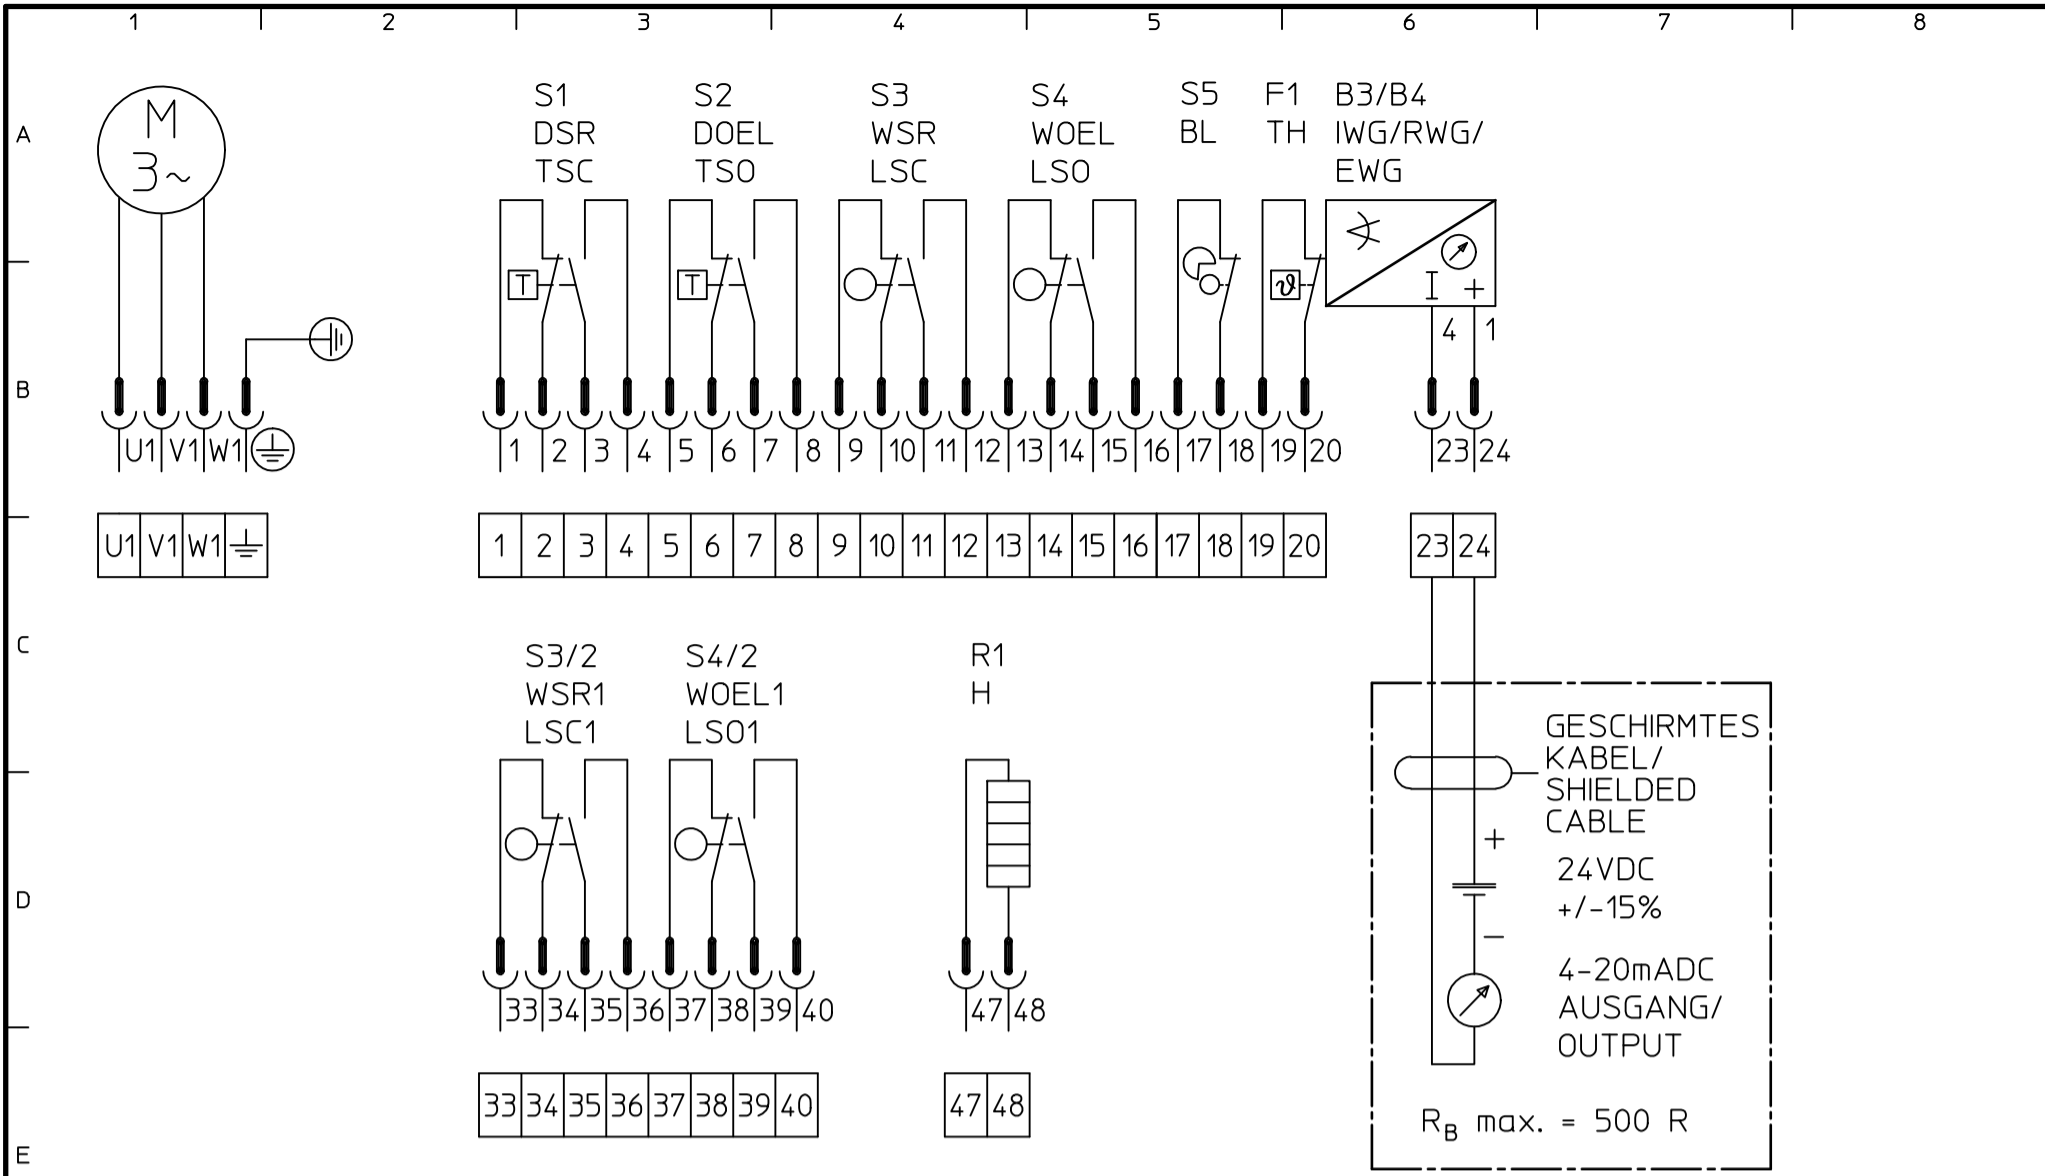 1 2 3 4 5 6 7 8
A
B
C
D
E
M
3~
S1
DSR
TSC
S2
DOEL
TSO
S3
WSR
LSC
S4
WOEL
LSO
S5
BL
F1
TH
B3/B4
IWG/RWG/
EWG
T
T
ϑ
I +
4 1
U1 V1 W1
1 2 3 4 5 6 7 8 9 10 11 12 13 14 15 16 17 18 19 20
23 24
U1 V1 W1
1 2 3 4 5 6 7 8 9 10 11 12 13 14 15 16 17 18 19 20
23 24
S3/2
WSR1
LSC1
S4/2
WOEL1
LSO1
R1
H
33 34 35 36 37 38 39 40
47 48
33 34 35 36 37 38 39 40
47 48
GESCHIRMTES
KABEL/
SHIELDED
CABLE
+
24VDC
+/-15%
−
4-20mADC
AUSGANG/
OUTPUT
RB max. = 500 R